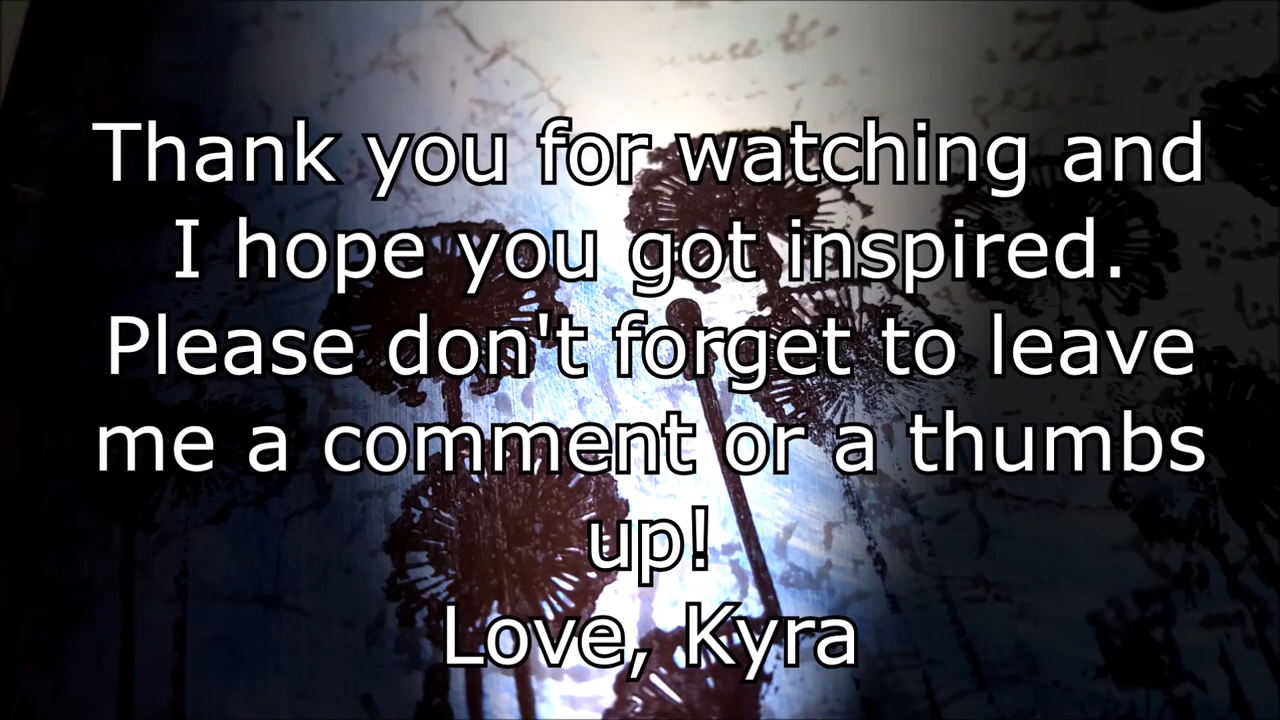 Thank you for watching and
I hope you got inspired.
Please don't forget to leave
me a comment or a thumbs
up!
Love, Kyra